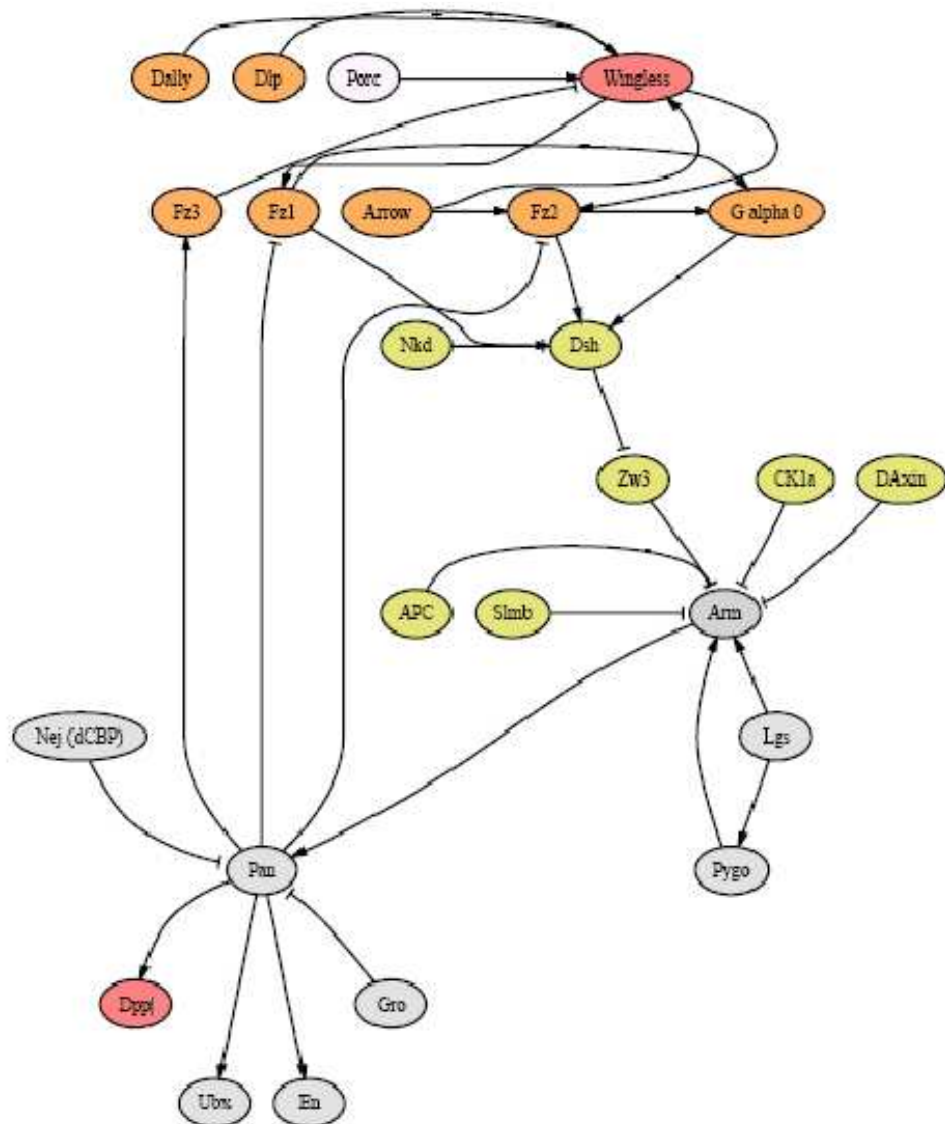 Dally
Dlp
Porc
Wingless
Fz3
Fz1
Arrow
Fz2
G alpha 0
Nkd
Dsh
Zw3
CK1a
DAxin
APC
Slmb
Arm
Nej (dCBP)
Lgs
Pan
Pygo
Dpp(
Gro
Ubx
En